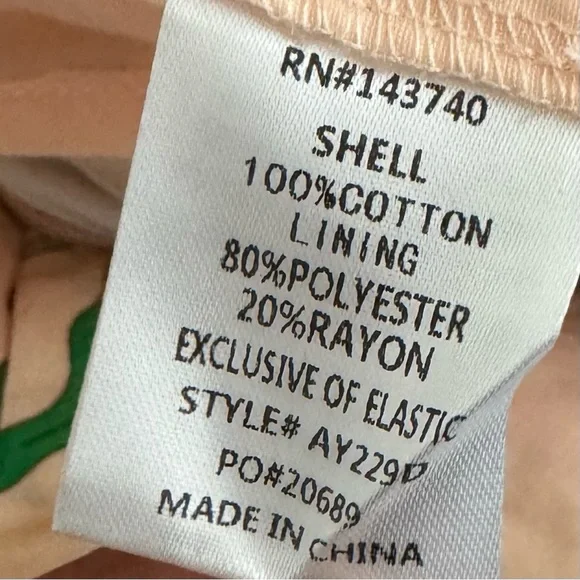 RN#143740
SHELL
100%COTTON
LINING
80%POLYESTER
20%RAYON
EXCLUSIVE OF ELASTIC
STYLE#
PO#20689
MADE IN CHINA